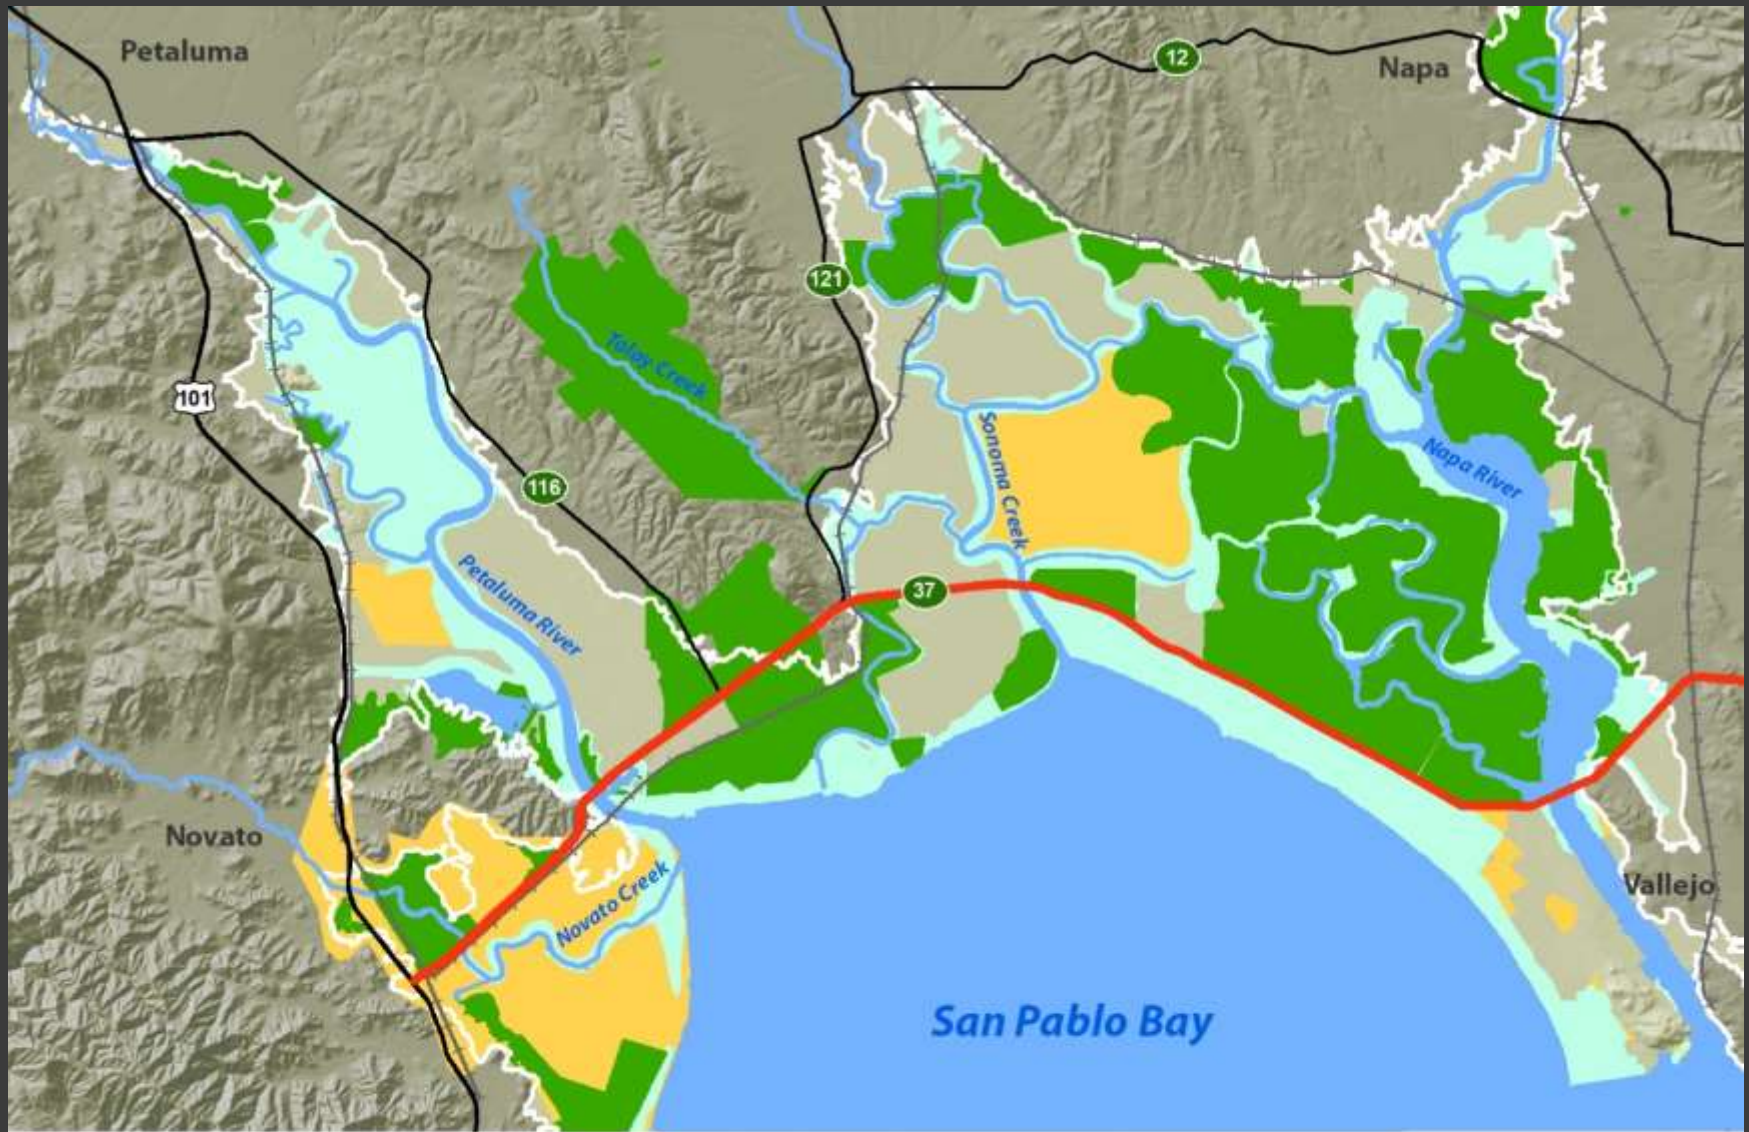 Petaluma
12
Napa
121
Tolay Creek
101
116
Sonoma Creek
Napa River
Petaluma River
37
Novato
Novato Creek
Vallejo
San Pablo Bay